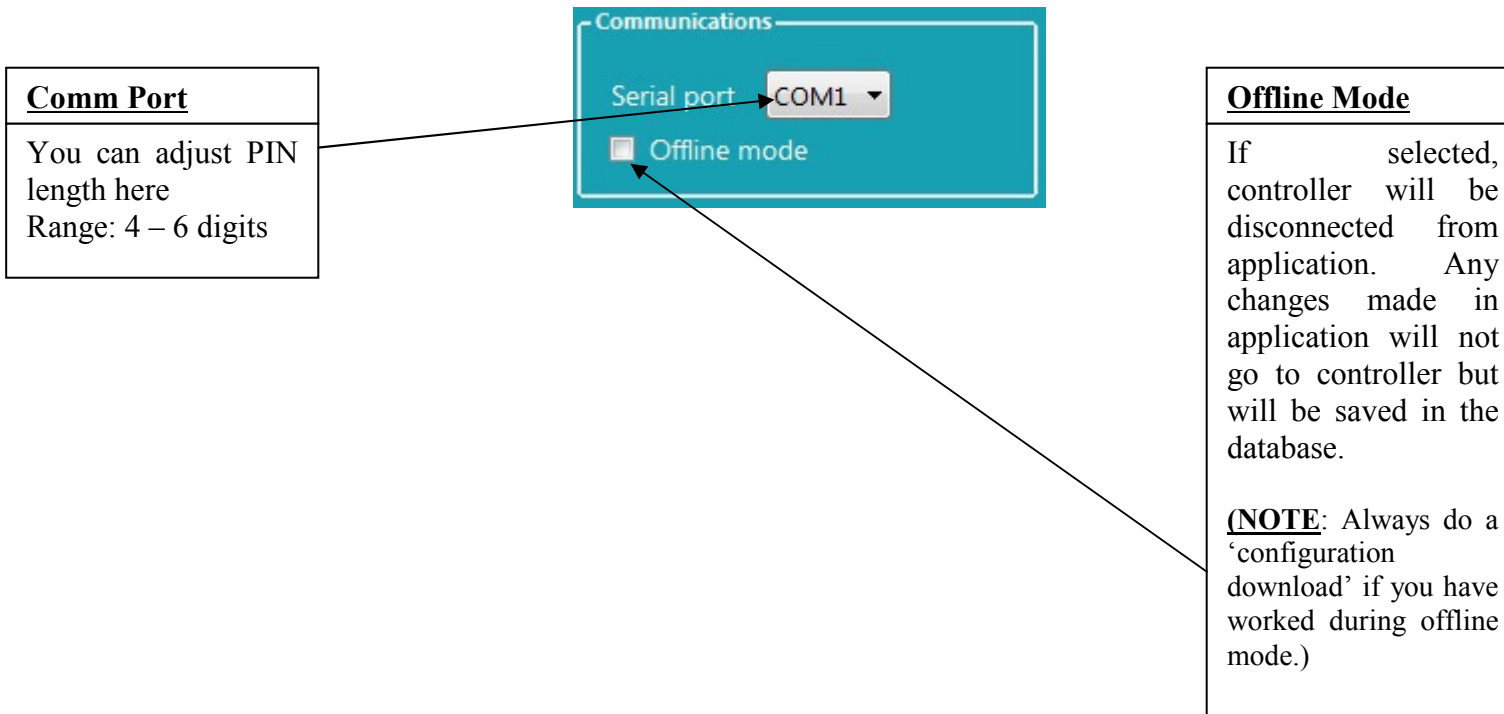 Communications
Serial port COM1
Offline mode
Comm Port
You can adjust PIN
length here
Range: 4 – 6 digits
Offline Mode
If selected,
controller will be
disconnected from
application. Any
changes made in
application will not
go to controller but
will be saved in the
database.
(NOTE: Always do a
‘configuration
download’ if you have
worked during offline
mode.)